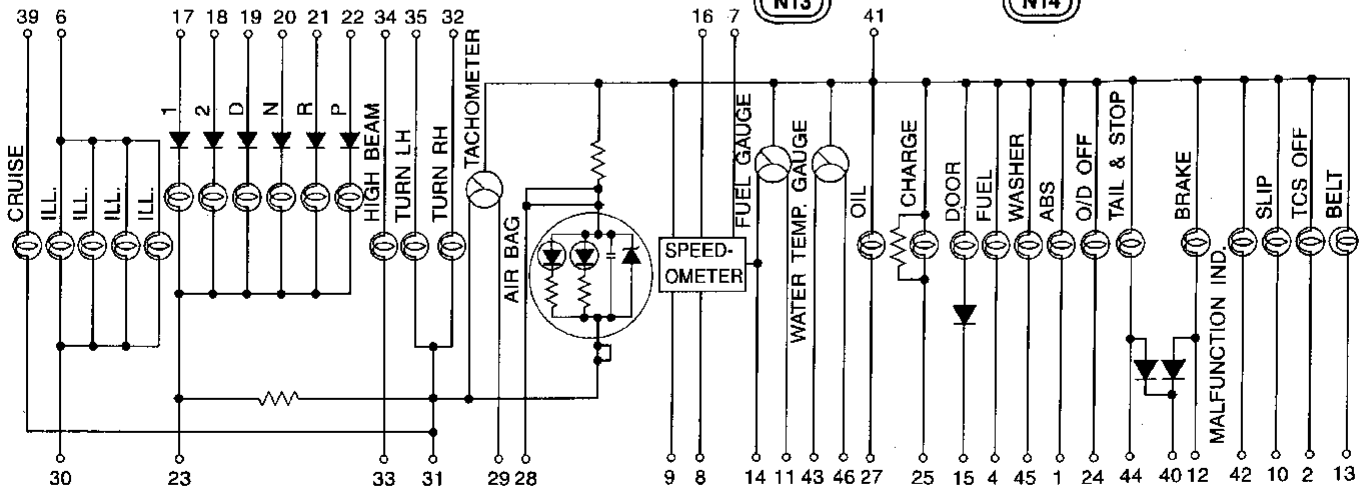 39 6 17 18 19 20 21 22 34 35 32 16 7 41
N13
N14
CRUISE
ILL.
ILL.
ILL.
ILL.
1
2
D
N
R
P
HIGH BEAM
TURN LH
TURN RH
TACHOMETER
AIR BAG
SPEED-
OMETER
FUEL GAUGE
WATER TEMP. GAUGE
OIL
CHARGE
DOOR
FUEL
WASHER
ABS
O/D OFF
TAIL & STOP
BRAKE
MALFUNCTION IND.
SLIP
TCS OFF
BELT
30 23 33 31 29 28 9 8 14 11 43 46 27 25 15 4 45 1 24 44 40 12 42 10 2 13